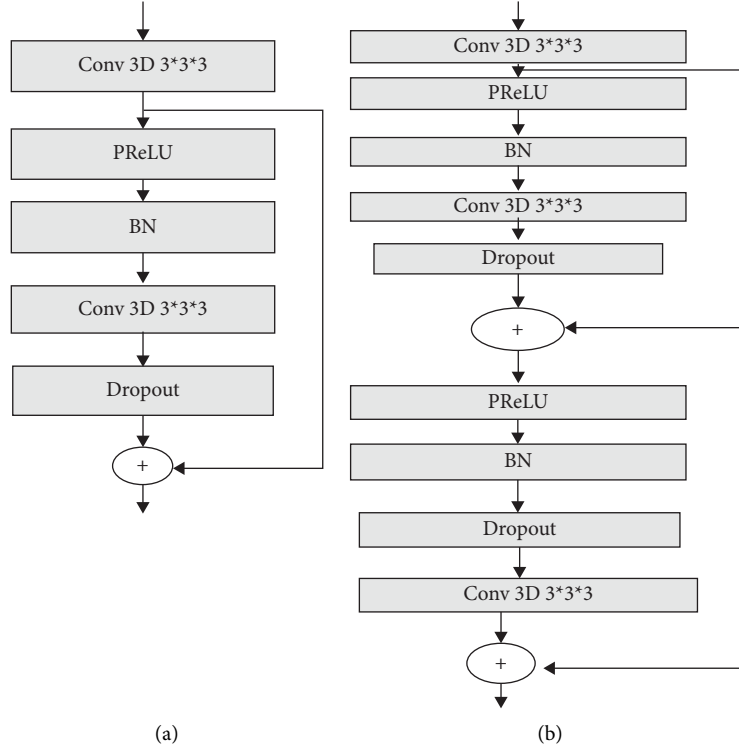 Conv 3D 3*3*3
PReLU
BN
Conv 3D 3*3*3
Dropout
+
(a)
Conv 3D 3*3*3
PReLU
BN
Conv 3D 3*3*3
Dropout
+
PReLU
BN
Dropout
Conv 3D 3*3*3
+
(b)